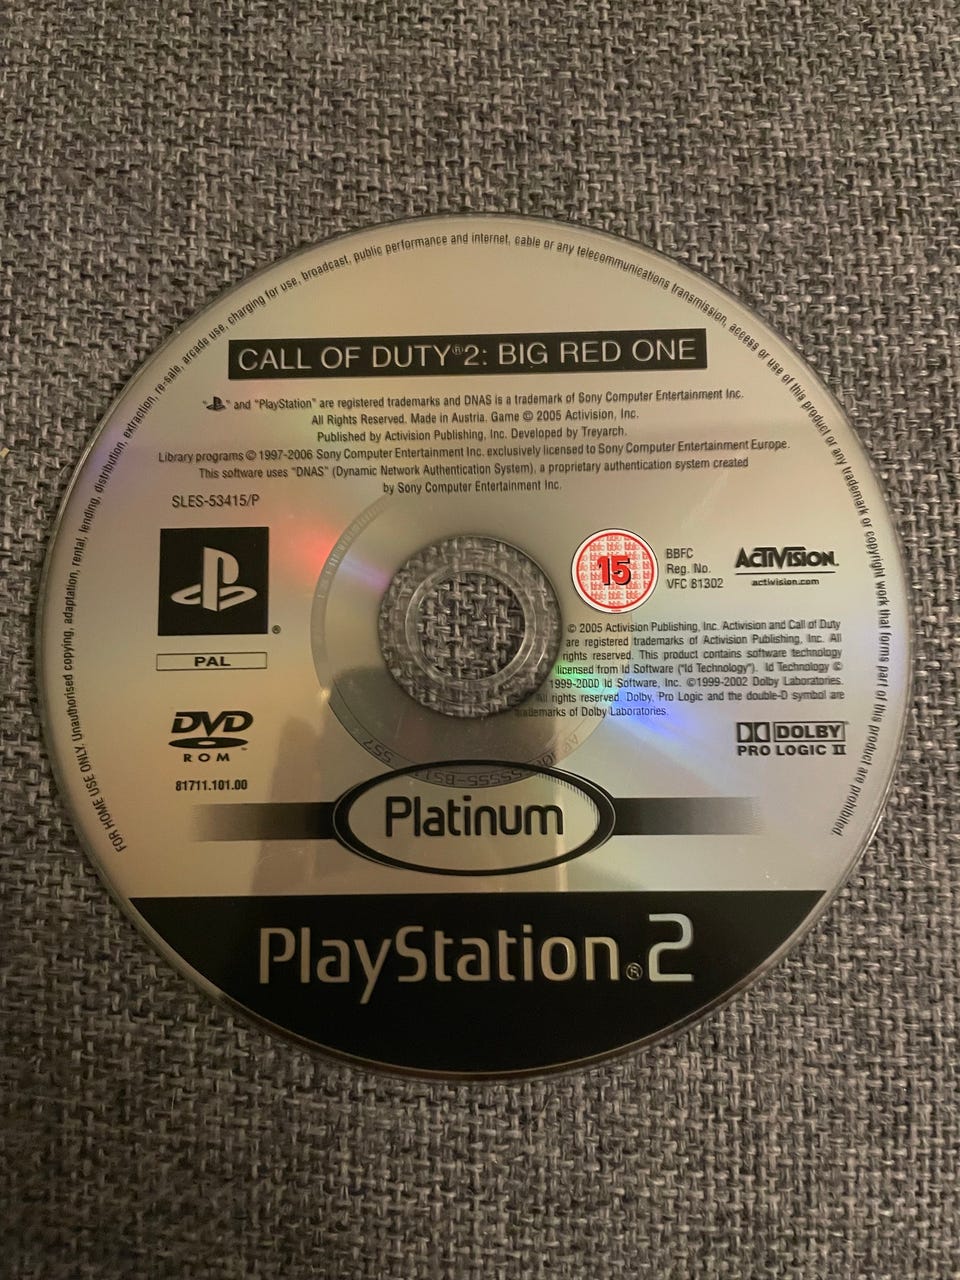 FOR HOME USE ONLY. Unauthorised copying, adaptation, rental, lending, distribution, extraction, re-sale, arcade use, charging for use, broadcast, public performance and internet, cable or any telecommunications transmission, access or use of this product or any trademark or copyright work that forms part of this product are prohibited.
CALL OF DUTY® 2: BIG RED ONE
" " and "PlayStation" are registered trademarks and DNAS is a trademark of Sony Computer Entertainment Inc.
All Rights Reserved. Made in Austria. Game © 2005 Activision, Inc.
Published by Activision Publishing, Inc. Developed by Treyarch.
Library programs © 1997-2006 Sony Computer Entertainment Inc. exclusively licensed to Sony Computer Entertainment Europe.
This software uses "DNAS" (Dynamic Network Authentication System), a proprietary authentication system created
by Sony Computer Entertainment Inc.
SLES-53415/P
®
PAL
DVD
ROM
81711.101.00
15
BBFC
Reg. No.
VFC 81302
ACTIVISION.
activision.com
© 2005 Activision Publishing, Inc. Activision and Call of Duty
are registered trademarks of Activision Publishing, Inc. All
rights reserved. This product contains software technology
licensed from Id Software ("Id Technology"). Id Technology ©
1999-2000 Id Software, Inc. ©1999-2002 Dolby Laboratories.
All rights reserved. Dolby, Pro Logic and the double-D symbol are
trademarks of Dolby Laboratories.
DOLBY
PRO LOGIC II
Platinum
PlayStation®2